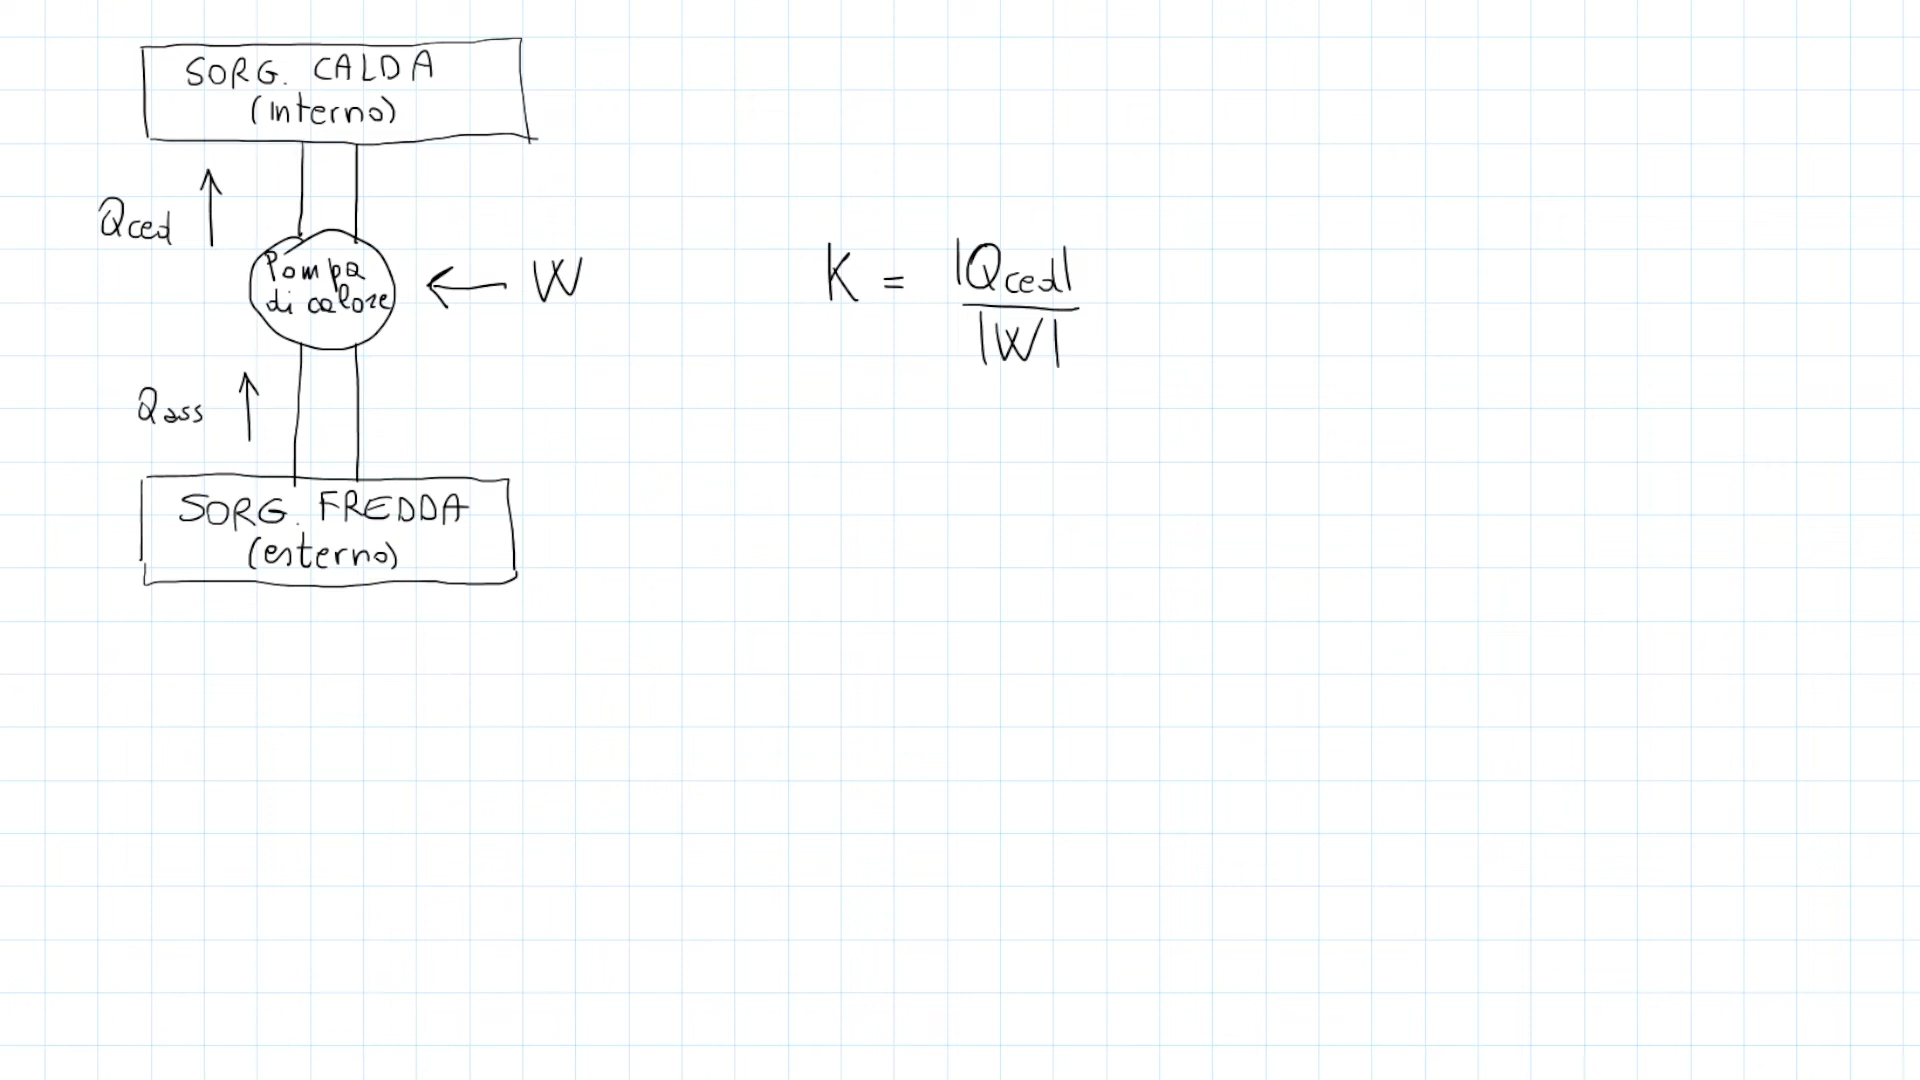 SORG. CALDA
(Interno)
Qced
Pompa
di calore
W
K = |Qced|
|W|
Qass
SORG. FREDDA
(esterno)